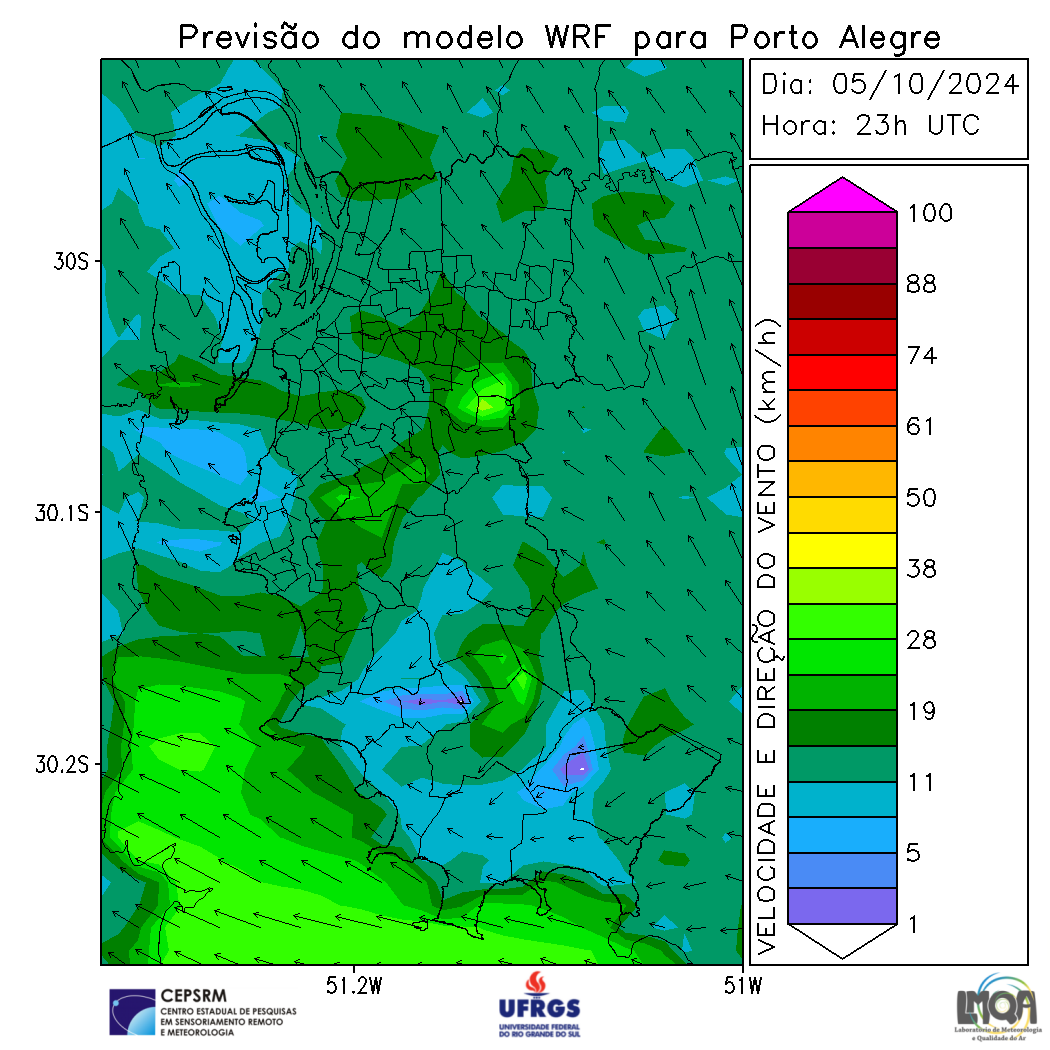 Previsão do modelo WRF para Porto Alegre
Dia: 05/10/2024
Hora: 23h UTC
30S
30.1S
30.2S
51.2W
51W
VELOCIDADE E DIREÇÃO DO VENTO (km/h)
100
88
74
61
50
38
28
19
11
5
1
CEPSRM
CENTRO ESTADUAL DE PESQUISAS
EM SENSORIAMENTO REMOTO
E METEOROLOGIA
UFRGS
UNIVERSIDADE FEDERAL
DO RIO GRANDE DO SUL
LMQA
Laboratório de Meteorologia
e Qualidade do Ar